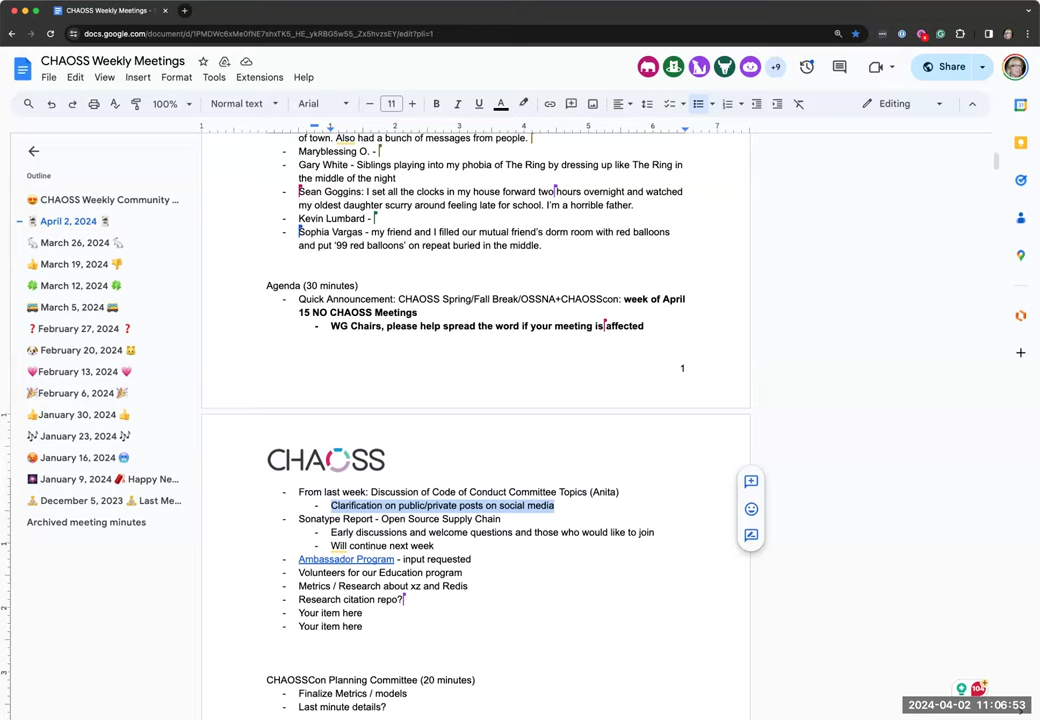 CHAOSS Weekly Meetings -
docs.google.com/document/d/1PMDWc6xMe0fNE7shxTK5_HE_ykRBG5w55_Zx5hvzsEY/edit?pli=1
CHAOSS Weekly Meetings
File Edit View Insert Format Tools Extensions Help
+9
Share
100% Normal text Arial 11 Editing
1 1 2 3 4 5 6 7
Outline
😍 CHAOSS Weekly Community ...
April 2, 2024
March 26, 2024
👍 March 19, 2024 👎
🍀 March 12, 2024 🍀
March 5, 2024
❓ February 27, 2024 ❓
🐶 February 20, 2024 🐱
💗February 13, 2024 💗
🎉February 6, 2024 🎉
👍January 30, 2024 👍
🎶 January 23, 2024 🎶
🥵 January 16, 2024 🥶
🎆 January 9, 2024 🧧 Happy Ne...
December 5, 2023 Last Me...
Archived meeting minutes
of town. Also had a bunch of messages from people.
- Maryblessing O. -
- Gary White - Siblings playing into my phobia of The Ring by dressing up like The Ring in
the middle of the night
- Sean Goggins: I set all the clocks in my house forward two hours overnight and watched
my oldest daughter scurry around feeling late for school. I'm a horrible father.
- Kevin Lumbard -
- Sophia Vargas - my friend and I filled our mutual friend's dorm room with red balloons
and put '99 red balloons' on repeat buried in the middle.
Agenda (30 minutes)
- Quick Announcement: CHAOSS Spring/Fall Break/OSSNA+CHAOSScon: week of April
15 NO CHAOSS Meetings
- WG Chairs, please help spread the word if your meeting is affected
1
CHAOSS
- From last week: Discussion of Code of Conduct Committee Topics (Anita)
- Clarification on public/private posts on social media
- Sonatype Report - Open Source Supply Chain
- Early discussions and welcome questions and those who would like to join
- Will continue next week
- Ambassador Program - input requested
- Volunteers for our Education program
- Metrics / Research about xz and Redis
- Research citation repo?
- Your item here
- Your item here
CHAOSSCon Planning Committee (20 minutes)
- Finalize Metrics / models
- Last minute details?
104
2024-04-02 11:06:53